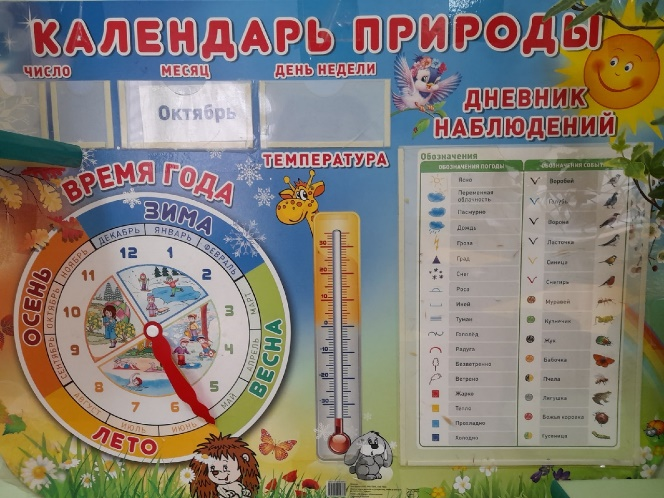 КАЛЕНДАРЬ ПРИРОДЫ
ЧИСЛО
МЕСЯЦ
ДЕНЬ НЕДЕЛИ
Октябрь
ДНЕВНИК
НАБЛЮДЕНИЙ
ВРЕМЯ ГОДА
ЗИМА
ДЕКАБРЬ
ЯНВАРЬ
ФЕВРАЛЬ
ВЕСНА
МАРТ
АПРЕЛЬ
МАЙ
ЛЕТО
ИЮНЬ
ИЮЛЬ
АВГУСТ
ОСЕНЬ
СЕНТЯБРЬ
ОКТЯБРЬ
НОЯБРЬ
12
1
2
3
4
5
6
7
8
9
10
11
ТЕМПЕРАТУРА
Обозначения
ОБОЗНАЧЕНИЯ ПОГОДЫ
Ясно
Переменная
облачность
Пасмурно
Дождь
Гроза
Град
Снег
Роса
Иней
Туман
Гололёд
Радуга
Безветренно
Ветрено
Жарко
Тепло
Прохладно
Холодно
Воробей
Голубь
Ворона
Ласточка
Синица
Снегирь
Муравей
Кузнечик
Жук
Бабочка
Пчела
Лягушка
Божья коровка
Гусеница